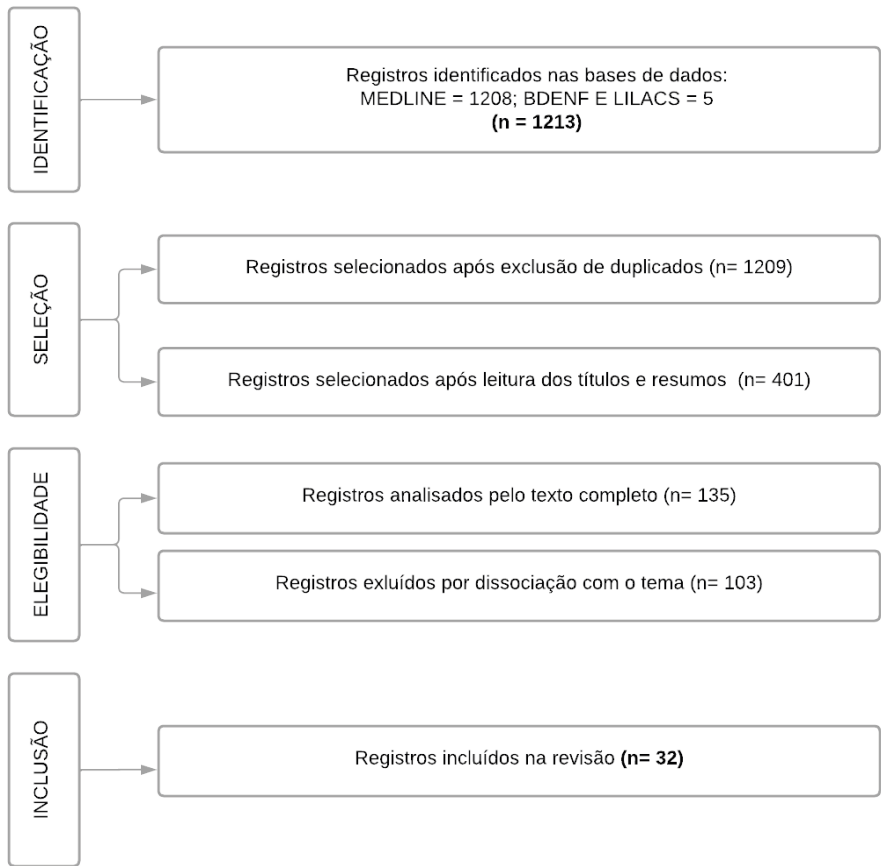 IDENTIFICAÇÃO
Registros identificados nas bases de dados:
MEDLINE = 1208; BDENF E LILACS = 5
(n = 1213)
SELEÇÃO
Registros selecionados após exclusão de duplicados (n= 1209)
Registros selecionados após leitura dos títulos e resumos (n= 401)
ELEGIBILIDADE
Registros analisados pelo texto completo (n= 135)
Registros exluídos por dissociação com o tema (n= 103)
INCLUSÃO
Registros incluídos na revisão (n= 32)